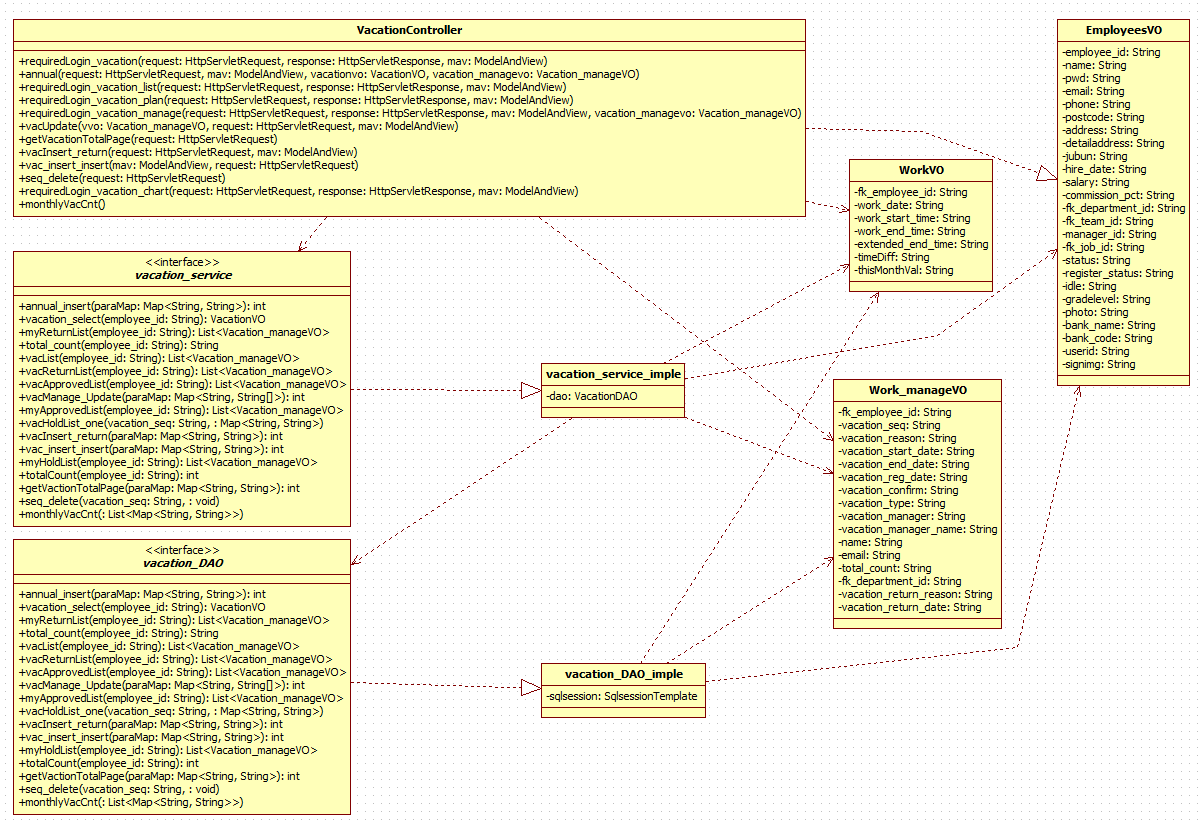 VacationController
+requiredLogin_vacation(request: HttpServletRequest, response: HttpServletResponse, mav: ModelAndView)
+annual(request: HttpServletRequest, mav: ModelAndView, vacationvo: VacationVO, vacation_managevo: Vacation_manageVO)
+requiredLogin_vacation_list(request: HttpServletRequest, response: HttpServletResponse, mav: ModelAndView)
+requiredLogin_vacation_plan(request: HttpServletRequest, response: HttpServletResponse, mav: ModelAndView)
+requiredLogin_vacation_manage(request: HttpServletRequest, response: HttpServletResponse, mav: ModelAndView, vacation_managevo: Vacation_manageVO)
+vacUpdate(vvo: Vacation_manageVO, request: HttpServletRequest, mav: ModelAndView)
+getVacationTotalPage(request: HttpServletRequest)
+vacInsert_return(request: HttpServletRequest, mav: ModelAndView)
+vac_insert_insert(mav: ModelAndView, request: HttpServletRequest)
+seq_delete(request: HttpServletRequest)
+requiredLogin_vacation_chart(request: HttpServletRequest, response: HttpServletResponse, mav: ModelAndView)
+monthlyVacCnt()
EmployeesVO
-employee_id: String
-name: String
-pwd: String
-email: String
-phone: String
-postcode: String
-address: String
-detailaddress: String
-jubun: String
-hire_date: String
-salary: String
-commission_pct: String
-fk_department_id: String
-fk_team_id: String
-manager_id: String
-fk_job_id: String
-status: String
-register_status: String
-idle: String
-gradelevel: String
-photo: String
-bank_name: String
-bank_code: String
-userid: String
-signimg: String
WorkVO
-fk_employee_id: String
-work_date: String
-work_start_time: String
-work_end_time: String
-extended_end_time: String
-timeDiff: String
-thisMonthVal: String
<<interface>>
vacation_service
+annual_insert(paraMap: Map<String, String>): int
+vacation_select(employee_id: String): VacationVO
+myReturnList(employee_id: String): List<Vacation_manageVO>
+total_count(employee_id: String): String
+vacList(employee_id: String): List<Vacation_manageVO>
+vacReturnList(employee_id: String): List<Vacation_manageVO>
+vacApprovedList(employee_id: String): List<Vacation_manageVO>
+vacManage_Update(paraMap: Map<String, String[]>): int
+myApprovedList(employee_id: String): List<Vacation_manageVO>
+vacHoldList_one(vacation_seq: String, : Map<String, String>)
+vacInsert_return(paraMap: Map<String, String>): int
+vac_insert_insert(paraMap: Map<String, String>): int
+myHoldList(employee_id: String): List<Vacation_manageVO>
+totalCount(employee_id: String): int
+getVactionTotalPage(paraMap: Map<String, String>): int
+seq_delete(vacation_seq: String, : void)
+monthlyVacCnt(: List<Map<String, String>>)
vacation_service_imple
-dao: VacationDAO
Work_manageVO
-fk_employee_id: String
-vacation_seq: String
-vacation_reason: String
-vacation_start_date: String
-vacation_end_date: String
-vacation_reg_date: String
-vacation_confirm: String
-vacation_type: String
-vacation_manager: String
-vacation_manager_name: String
-name: String
-email: String
-total_count: String
-fk_department_id: String
-vacation_return_reason: String
-vacation_return_date: String
<<interface>>
vacation_DAO
+annual_insert(paraMap: Map<String, String>): int
+vacation_select(employee_id: String): VacationVO
+myReturnList(employee_id: String): List<Vacation_manageVO>
+total_count(employee_id: String): String
+vacList(employee_id: String): List<Vacation_manageVO>
+vacReturnList(employee_id: String): List<Vacation_manageVO>
+vacApprovedList(employee_id: String): List<Vacation_manageVO>
+vacManage_Update(paraMap: Map<String, String[]>): int
+myApprovedList(employee_id: String): List<Vacation_manageVO>
+vacHoldList_one(vacation_seq: String, : Map<String, String>)
+vacInsert_return(paraMap: Map<String, String>): int
+vac_insert_insert(paraMap: Map<String, String>): int
+myHoldList(employee_id: String): List<Vacation_manageVO>
+totalCount(employee_id: String): int
+getVactionTotalPage(paraMap: Map<String, String>): int
+seq_delete(vacation_seq: String, : void)
+monthlyVacCnt(: List<Map<String, String>>)
vacation_DAO_imple
-sqlsession: SqlsessionTemplate